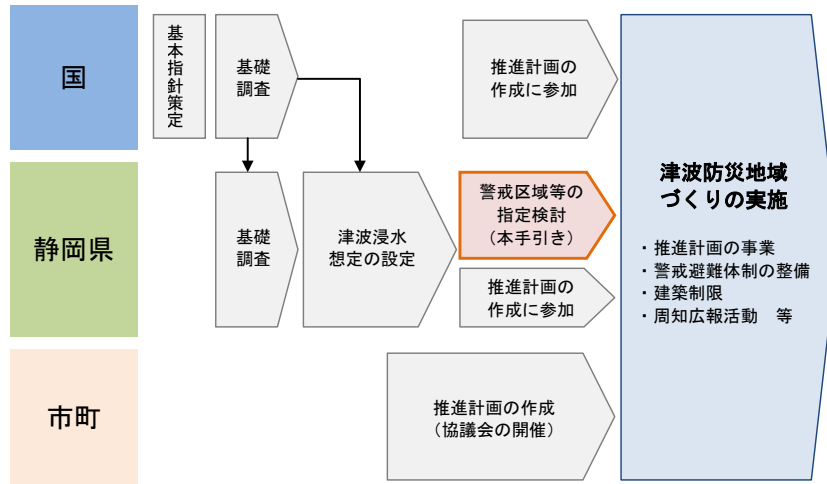 国
基本指針策定
基礎
調査
推進計画の
作成に参加
静岡県
基礎
調査
津波浸水
想定の設定
警戒区域等の
指定検討
（本手引き）
推進計画の
作成に参加
市町
推進計画の作成
（協議会の開催）
津波防災地域
づくりの実施
・推進計画の事業
・警戒避難体制の整備
・建築制限
・周知広報活動　等